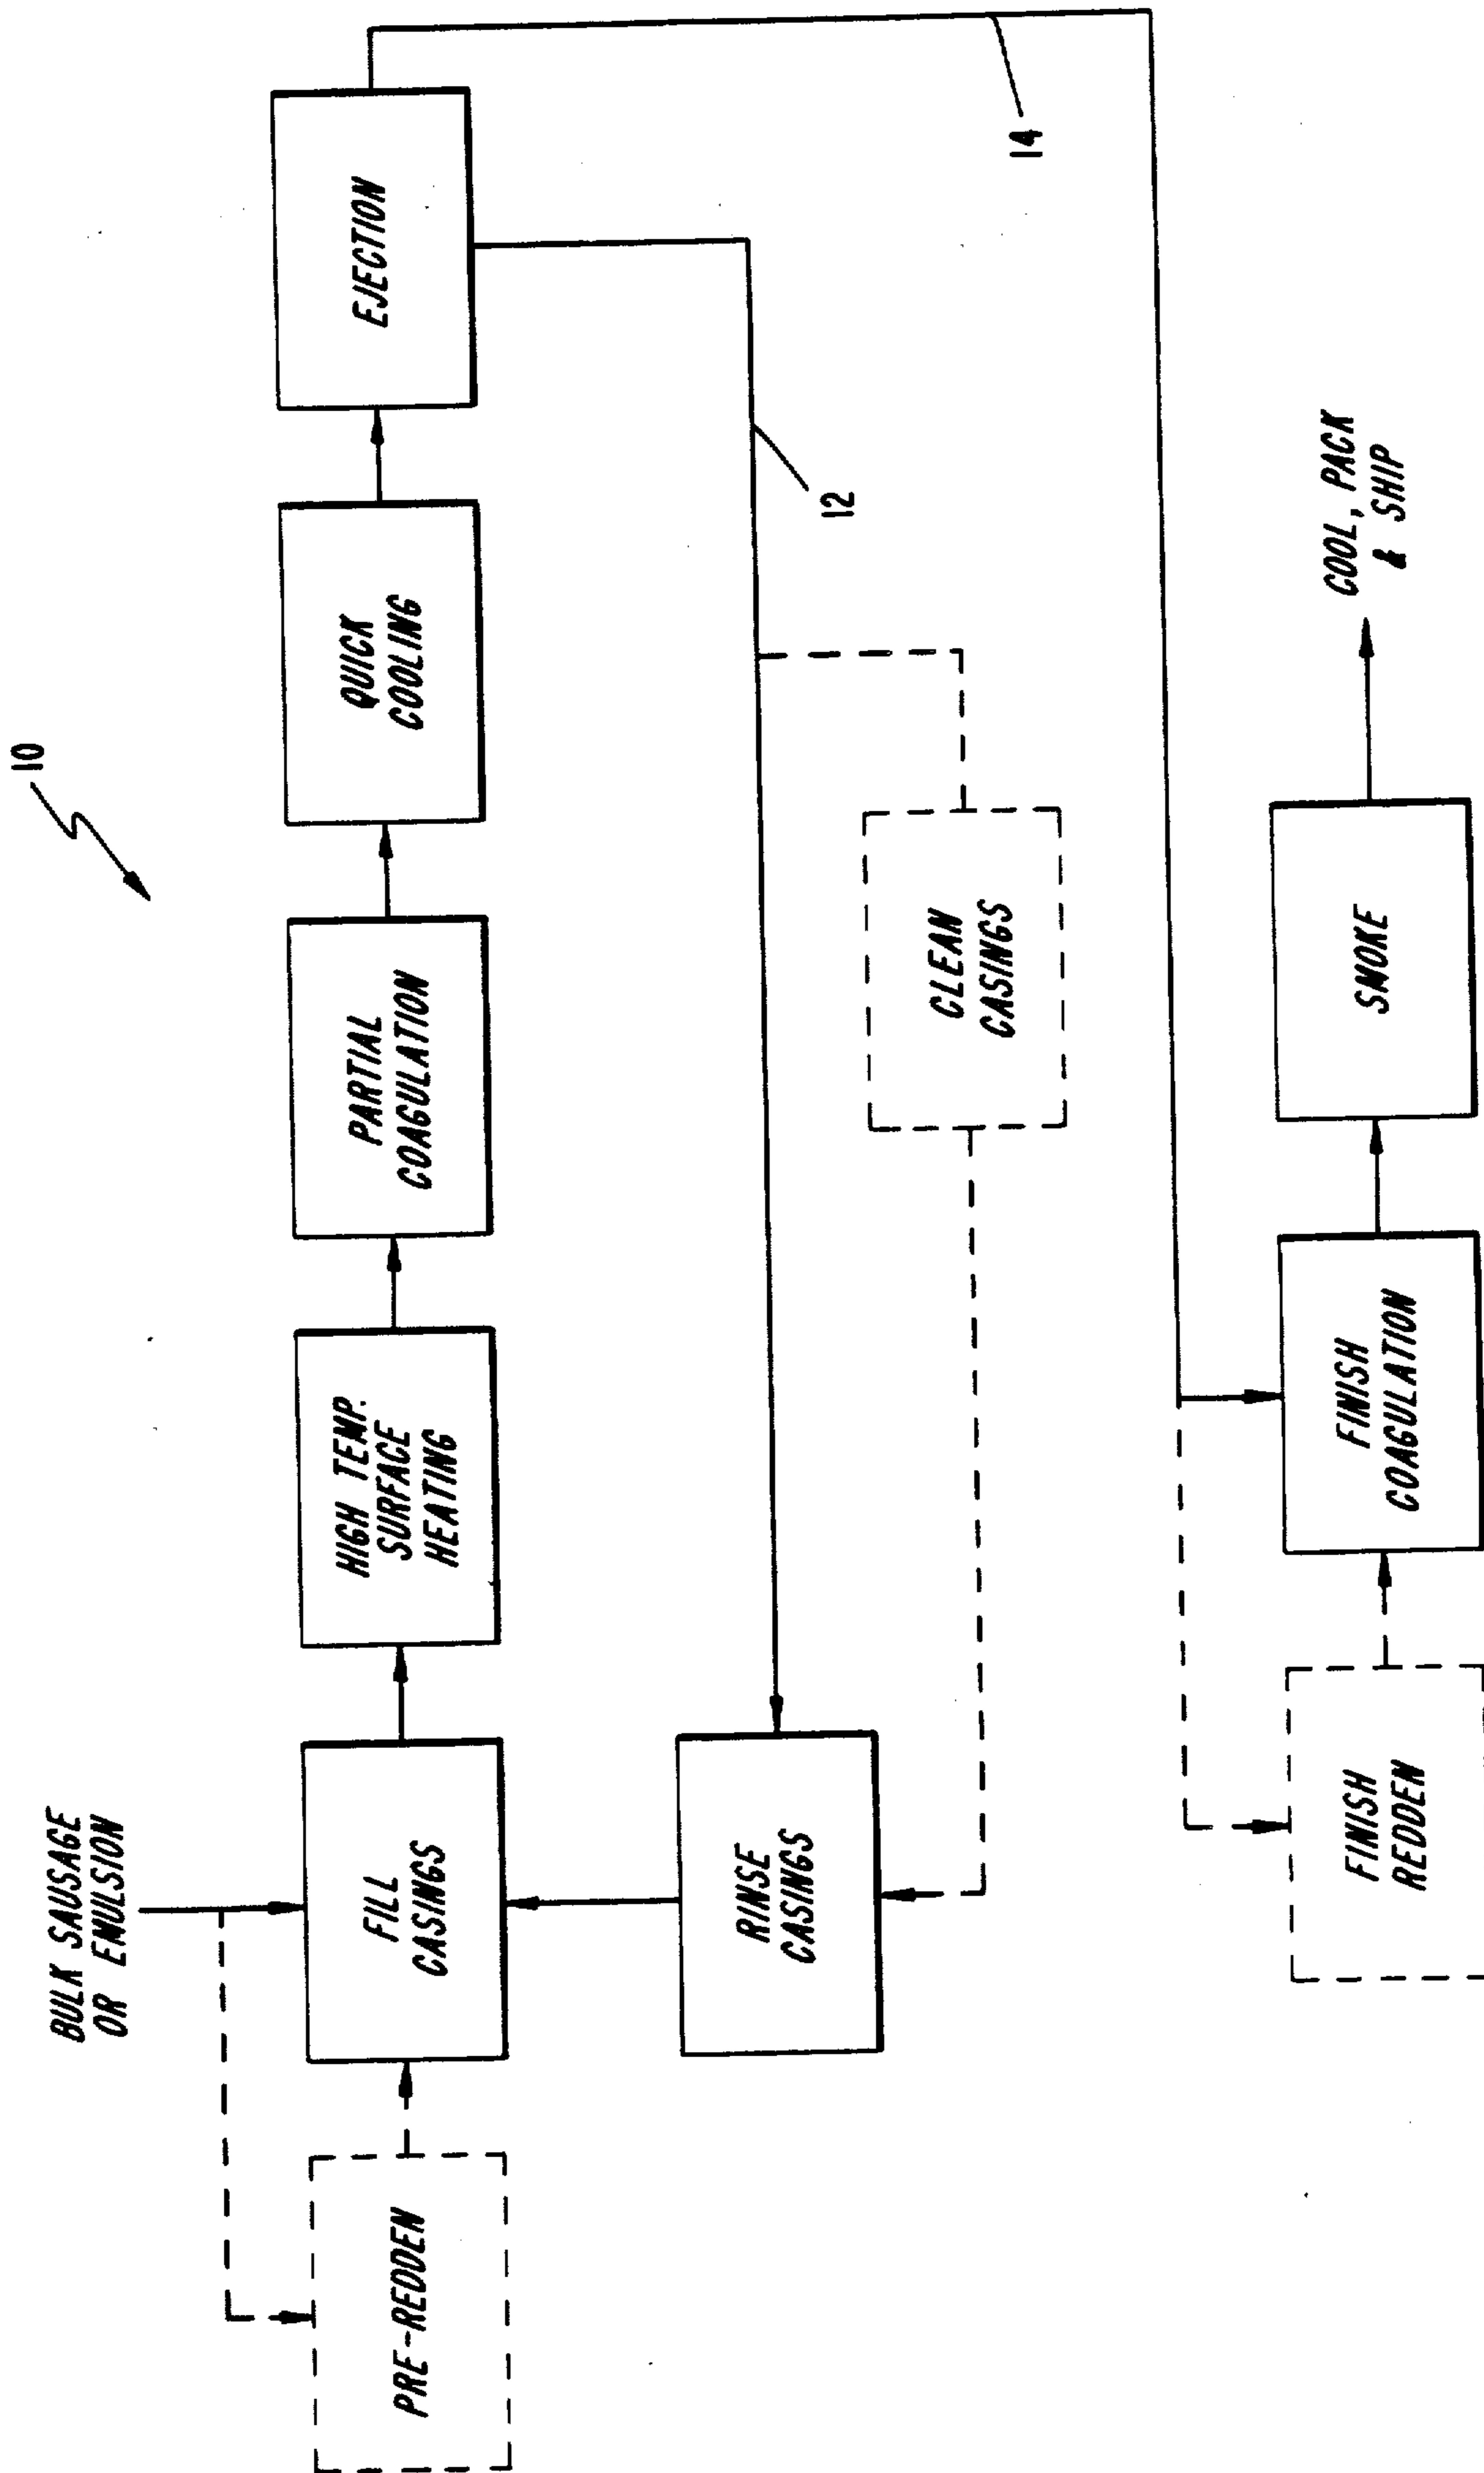 10
BULK SAUSAGE
OR EMULSION
PRE-REDDEN
FILL
CASINGS
HIGH TEMP.
SURFACE
HEATING
PARTIAL
COAGULATION
QUICK
COOLING
EJECTION
RINSE
CASINGS
CLEAN
CASINGS
12
14
FINISH
REDDEN
FINISH
COAGULATION
SMOKE
COOL, PACK
& SHIP